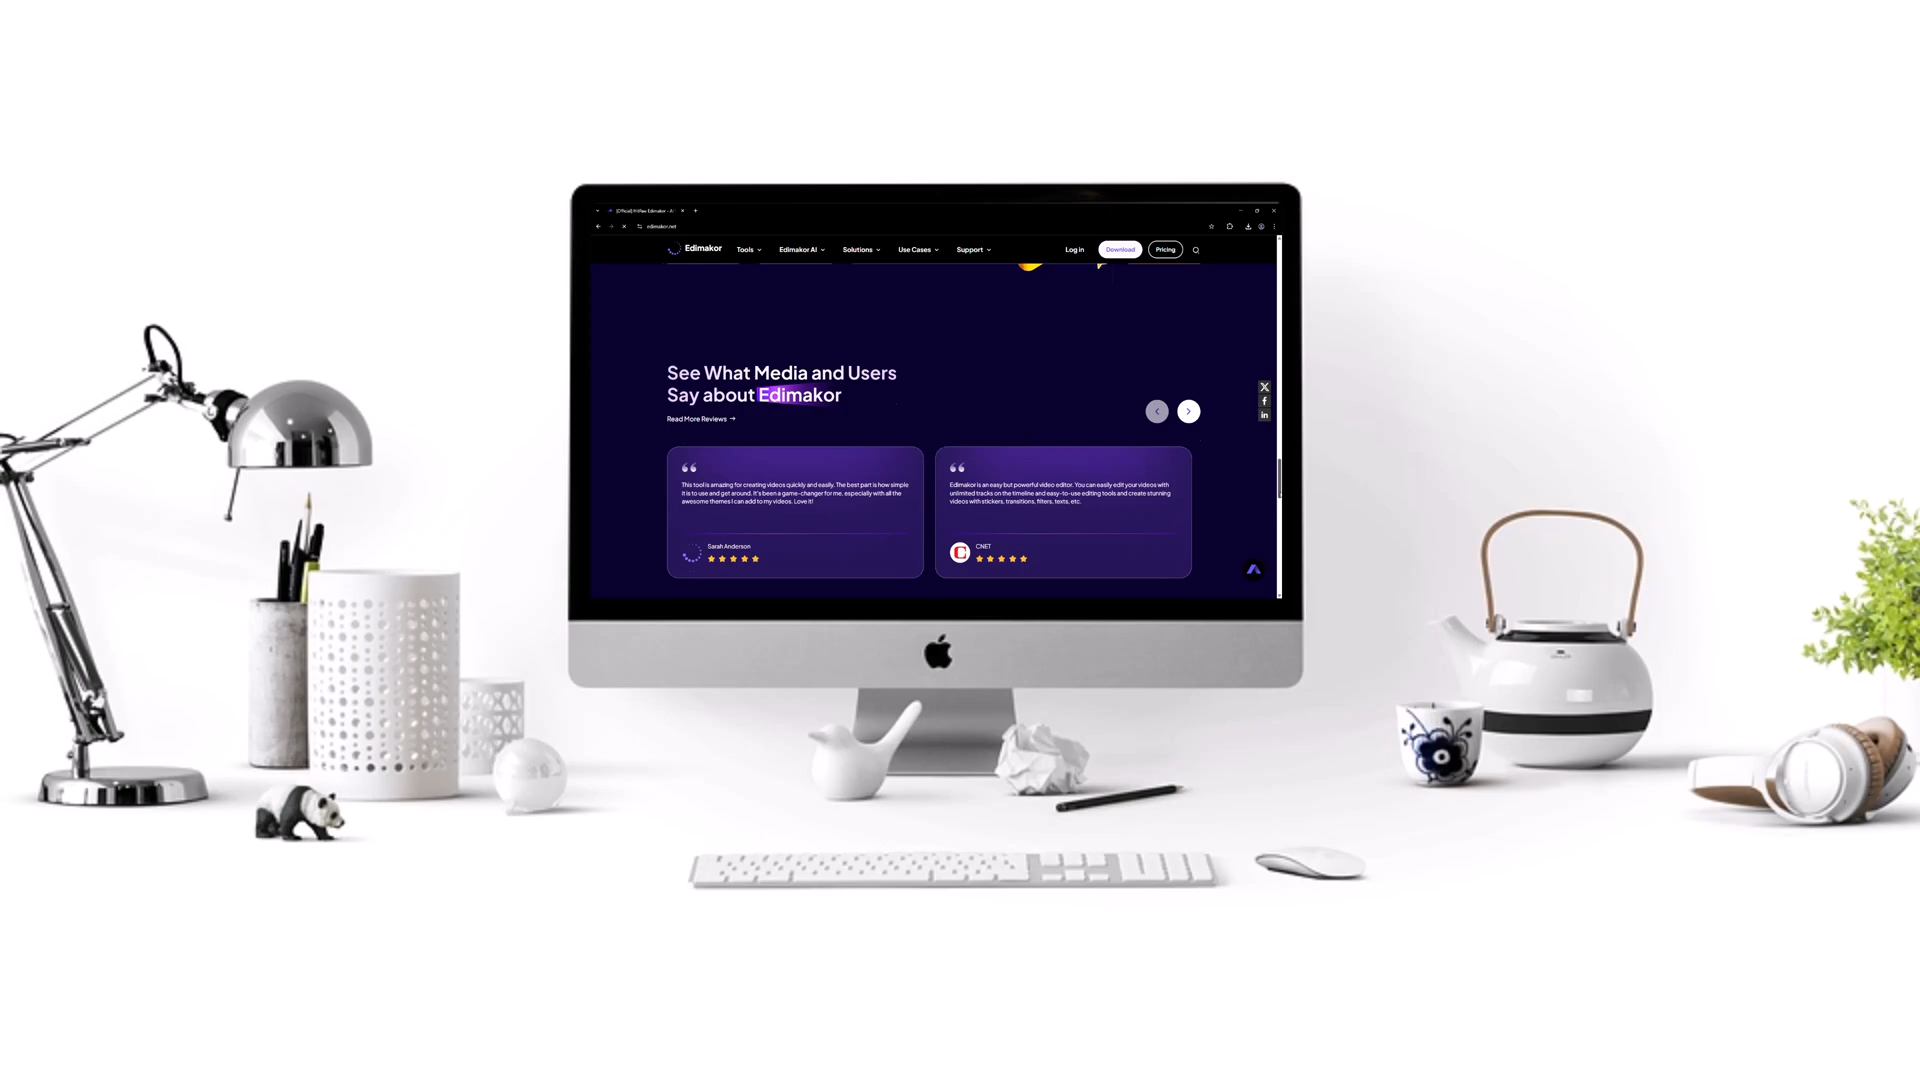 edimakor.net
Edimakor
Tools
Edimakor AI
Solutions
Use Cases
Support
Log in
Download
Pricing
See What Media and Users
Say about Edimakor
Read More Reviews →
This tool is amazing for creating videos quickly and easily. The best part is how simple
it is to use and get around. It's been a game-changer for me, especially with all the
awesome themes I can add to my videos. Love it!
Sarah Anderson
Edimakor is an easy but powerful video editor. You can easily edit your videos with
unlimited tracks on the timeline and easy-to-use editing tools and create stunning
videos with stickers, transitions, filters, texts, etc.
CNET